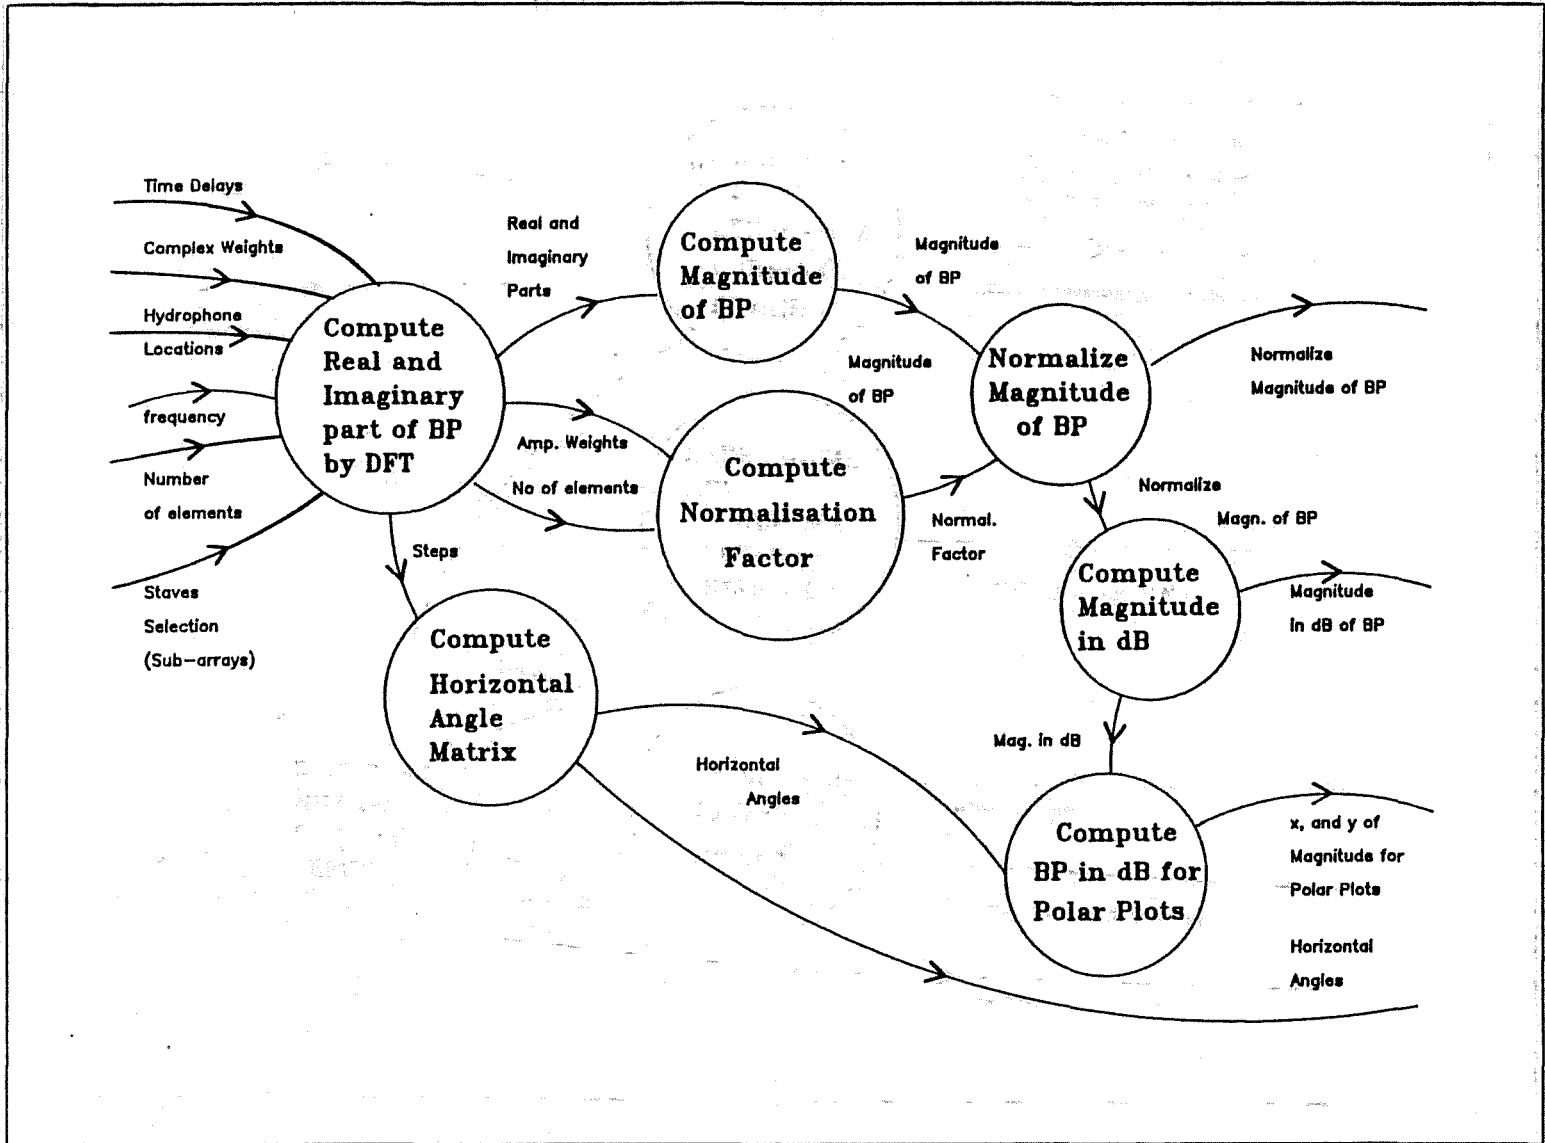 Time Delays
Complex Weights
Hydrophone
Locations
frequency
Number
of elements
Staves
Selection
(Sub-arrays)
Compute
Real and
Imaginary
part of BP
by DFT
Real and
Imaginary
Parts
Amp. Weights
No of elements
Steps
Compute
Magnitude
of BP
Magnitude
of BP
Magnitude
of BP
Compute
Normalisation
Factor
Normal.
Factor
Normalize
Magnitude
of BP
Normalize
Magnitude of BP
Normalize
Magn. of BP
Compute
Magnitude
in dB
Magnitude
in dB of BP
Mag. in dB
Compute
Horizontal
Angle
Matrix
Horizontal
Angles
Compute
BP in dB for
Polar Plots
x, and y of
Magnitude for
Polar Plots
Horizontal
Angles